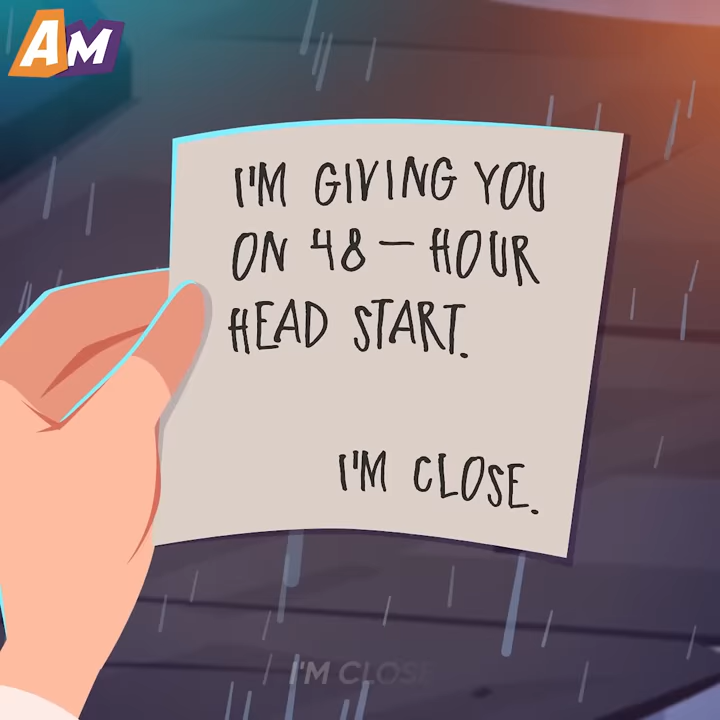 AM
I'M GIVING YOU
ON 48-HOUR
HEAD START.
I'M CLOSE.
I'M CLOSE